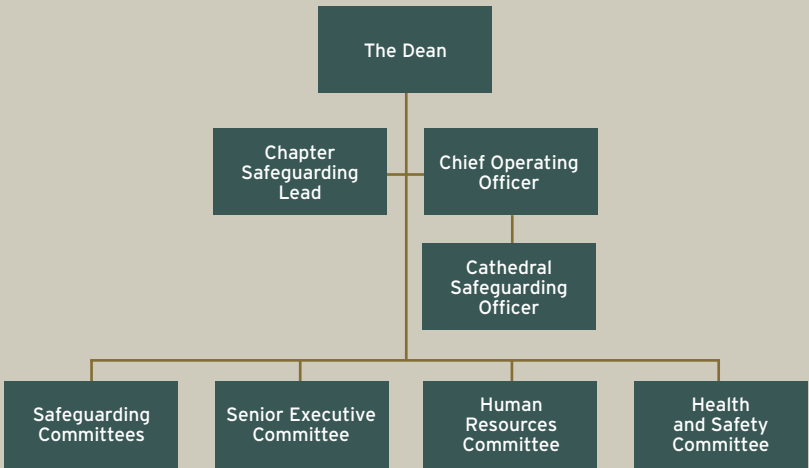 The Dean
Chapter
Safeguarding
Lead
Chief Operating
Officer
Cathedral
Safeguarding
Officer
Safeguarding
Committees
Senior Executive
Committee
Human
Resources
Committee
Health
and Safety
Committee